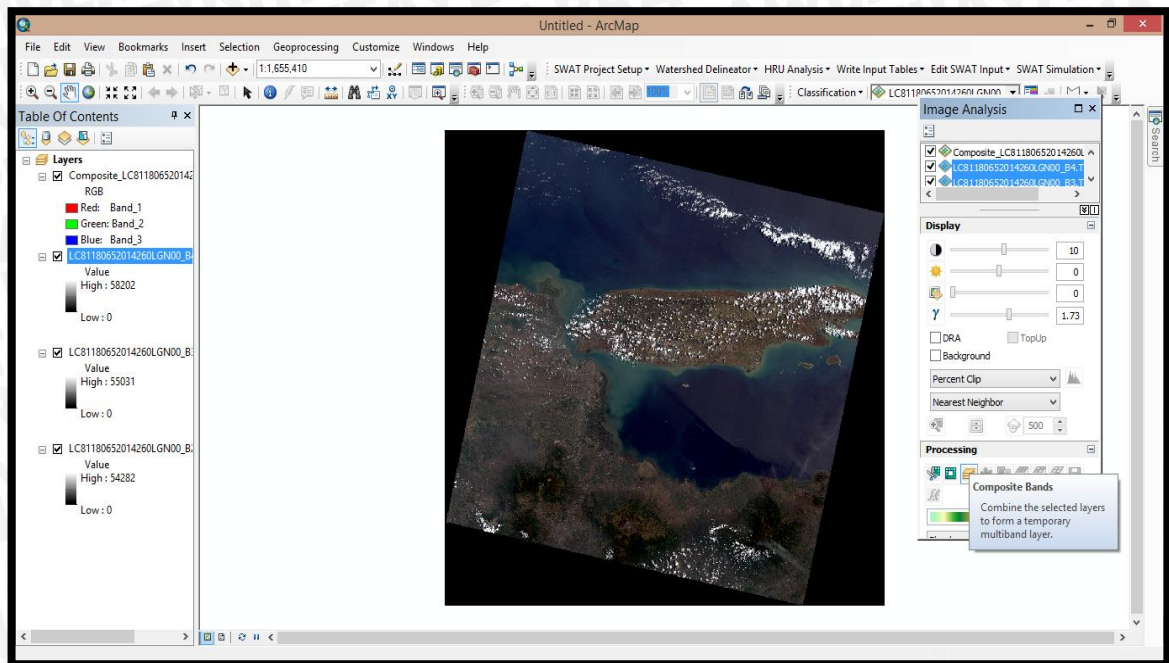 Untitled - ArcMap
File Edit View Bookmarks Insert Selection Geoprocessing Customize Windows Help
1:1,655,410 SWAT Project Setup Watershed Delineator HRU Analysis Write Input Tables Edit SWAT Input SWAT Simulation
100% Classification LC81180652014260LGN00
Table Of Contents
Layers
Composite_LC811806520142
RGB
Red: Band_1
Green: Band_2
Blue: Band_3
LC81180652014260LGN00_B4
Value
High : 58202
Low : 0
LC81180652014260LGN00_B3
Value
High : 55031
Low : 0
LC81180652014260LGN00_B2
Value
High : 54282
Low : 0
Image Analysis
Composite_LC81180652014260L
LC81180652014260LGN00_B4.T
LC81180652014260LGN00_B3.T
Display
10
0
0
γ 1.73
DRA TopUp
Background
Percent Clip
Nearest Neighbor
500
Processing
Composite Bands
Combine the selected layers
to form a temporary
multiband layer.
Search